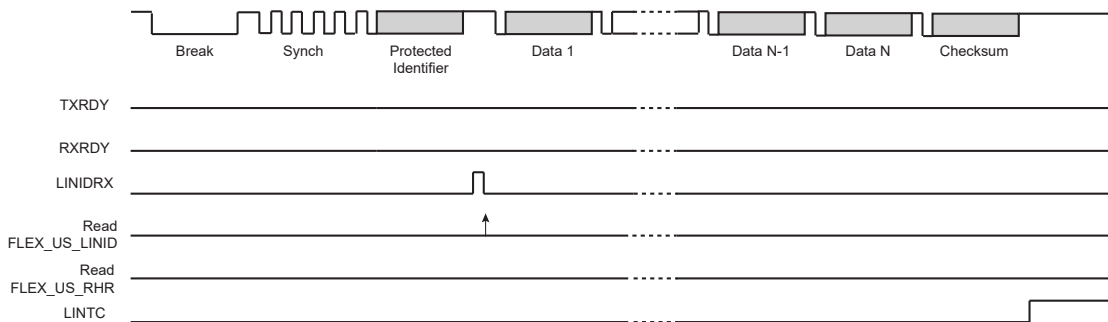 Break Synch Protected Data 1 Data N-1 Data N Checksum
Identifier
TXRDY
RXRDY
LINIDRX
Read
FLEX_US_LINID
Read
FLEX_US_RHR
LINTC